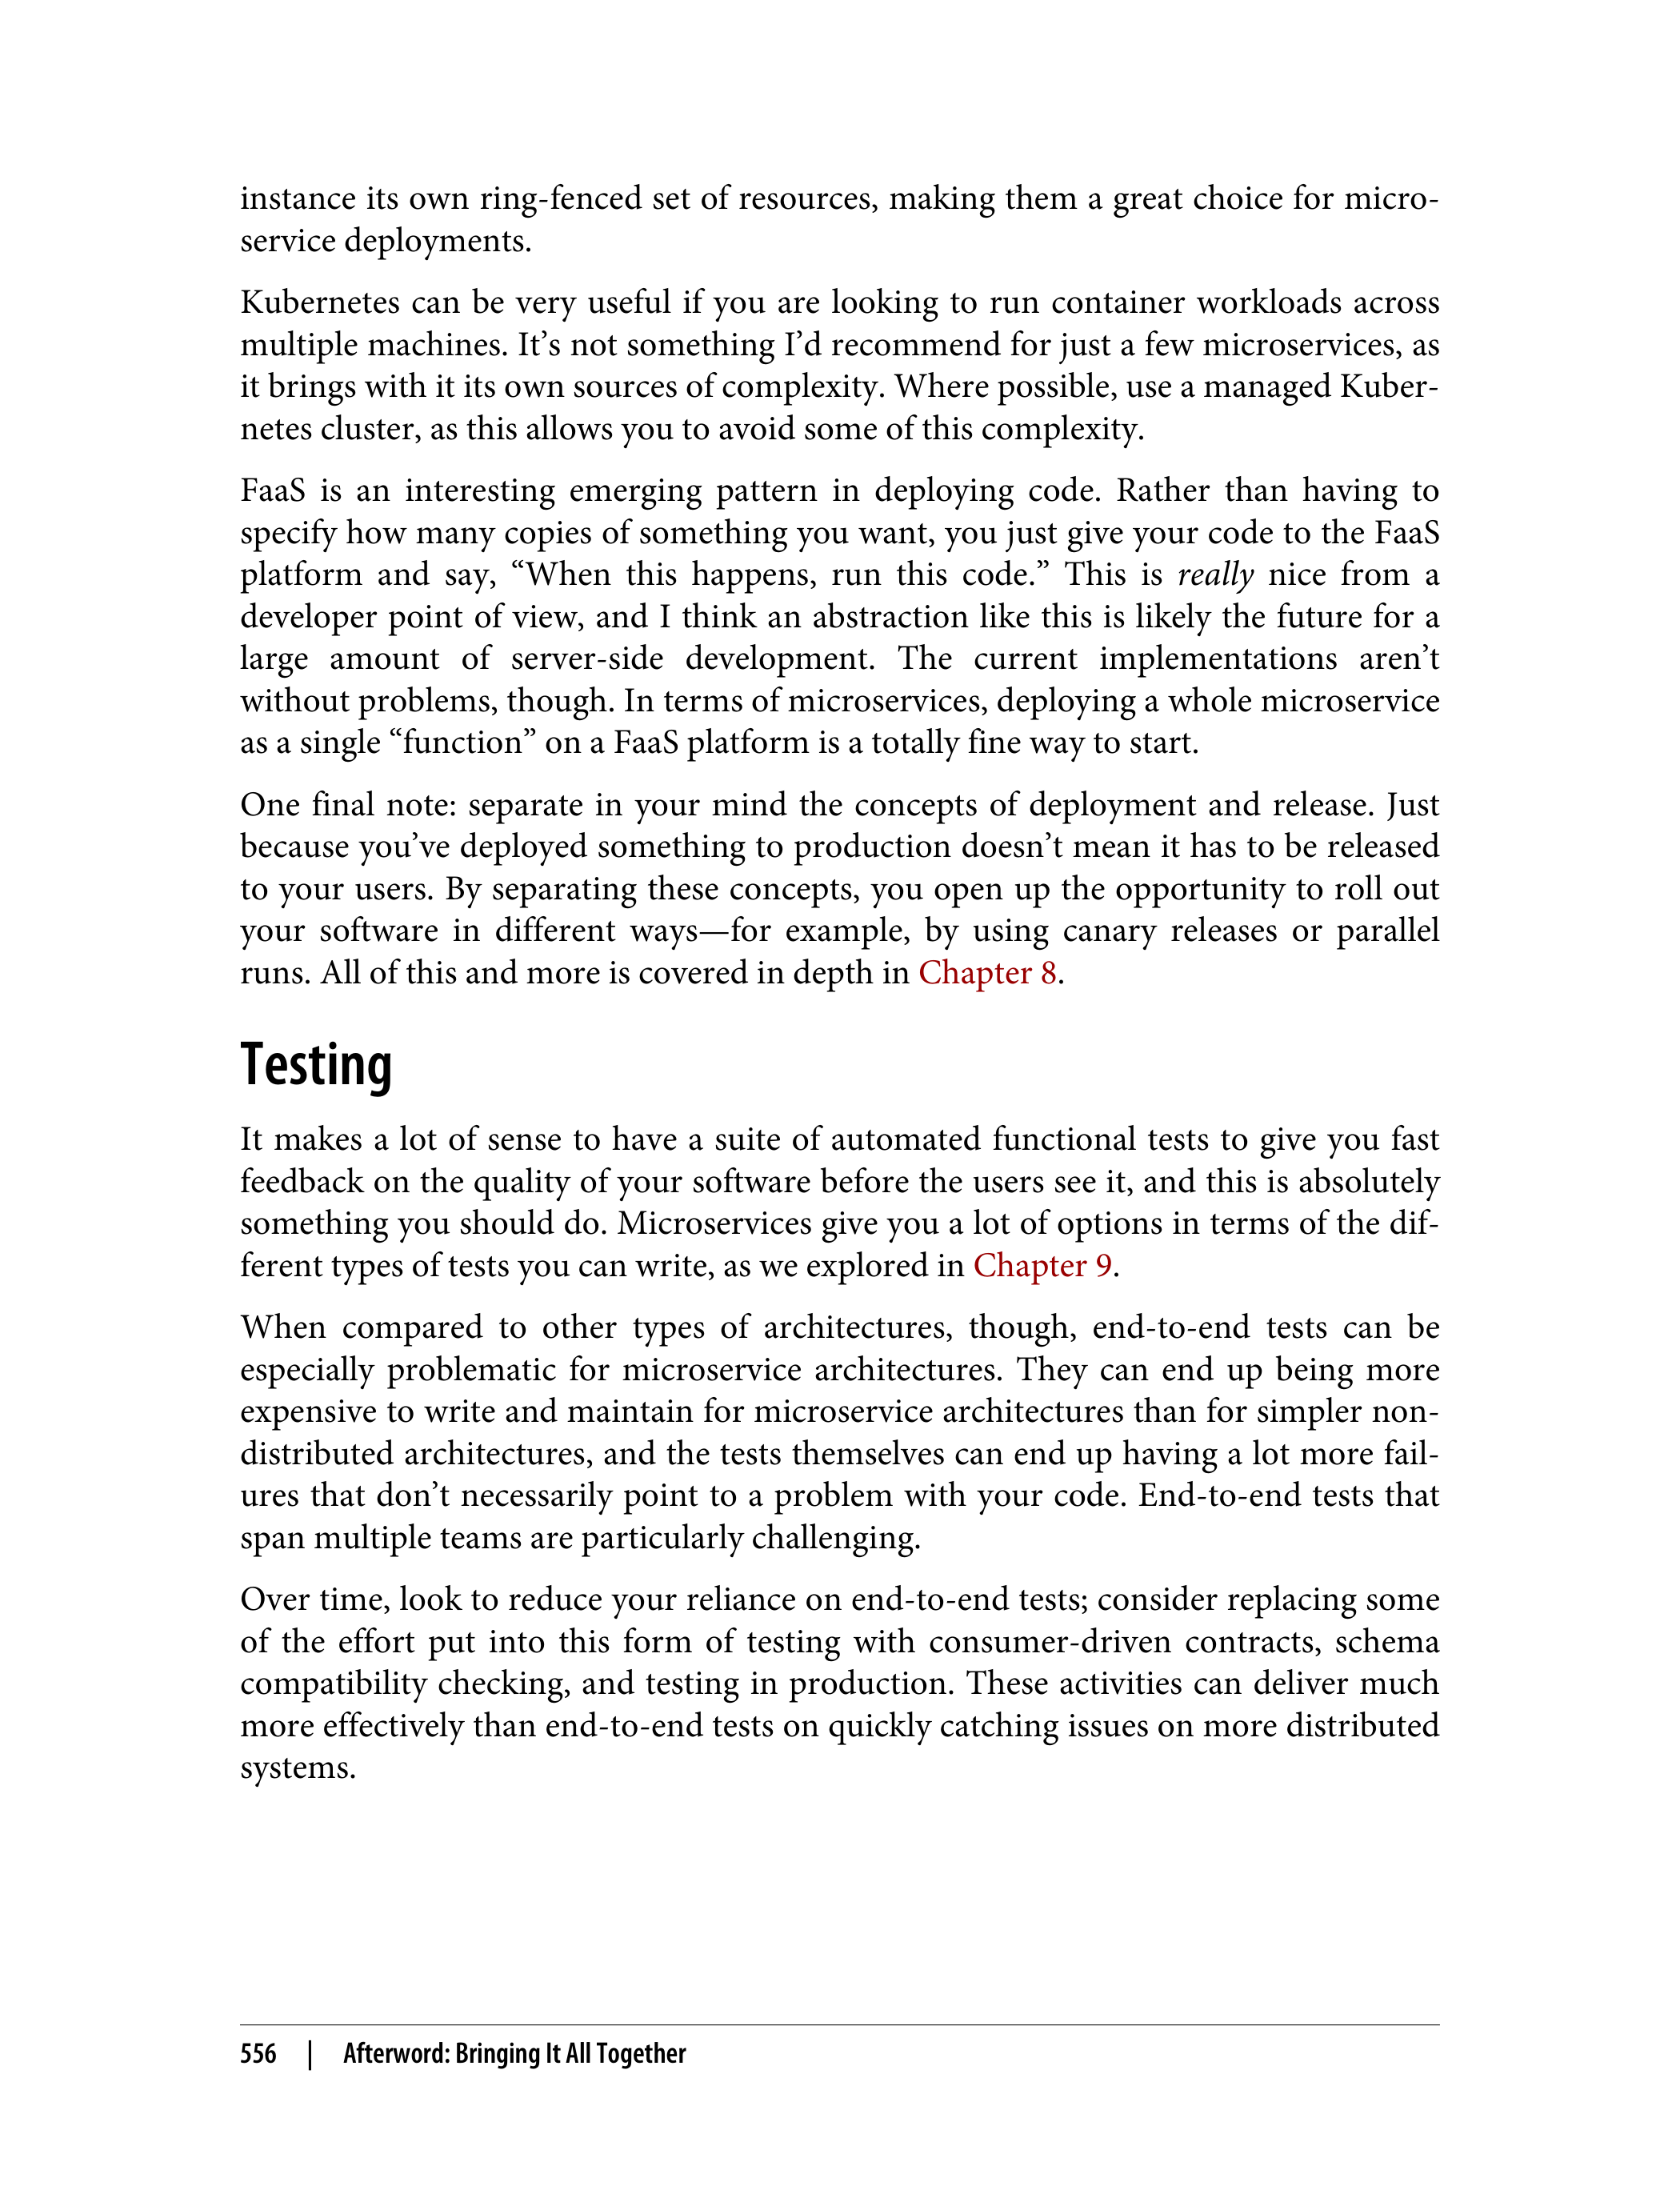 instance its own ring-fenced set of resources, making them a great choice for micro-
service deployments.
Kubernetes can be very useful if you are looking to run container workloads across
multiple machines. It’s not something I’d recommend for just a few microservices, as
it brings with it its own sources of complexity. Where possible, use a managed Kuber-
netes cluster, as this allows you to avoid some of this complexity.
FaaS is an interesting emerging pattern in deploying code. Rather than having to
specify how many copies of something you want, you just give your code to the FaaS
platform and say, “When this happens, run this code.” This is really nice from a
developer point of view, and I think an abstraction like this is likely the future for a
large amount of server-side development. The current implementations aren’t
without problems, though. In terms of microservices, deploying a whole microservice
as a single “function” on a FaaS platform is a totally fine way to start.
One final note: separate in your mind the concepts of deployment and release. Just
because you’ve deployed something to production doesn’t mean it has to be released
to your users. By separating these concepts, you open up the opportunity to roll out
your software in different ways—for example, by using canary releases or parallel
runs. All of this and more is covered in depth in Chapter 8.
Testing
It makes a lot of sense to have a suite of automated functional tests to give you fast
feedback on the quality of your software before the users see it, and this is absolutely
something you should do. Microservices give you a lot of options in terms of the dif-
ferent types of tests you can write, as we explored in Chapter 9.
When compared to other types of architectures, though, end-to-end tests can be
especially problematic for microservice architectures. They can end up being more
expensive to write and maintain for microservice architectures than for simpler non-
distributed architectures, and the tests themselves can end up having a lot more fail-
ures that don’t necessarily point to a problem with your code. End-to-end tests that
span multiple teams are particularly challenging.
Over time, look to reduce your reliance on end-to-end tests; consider replacing some
of the effort put into this form of testing with consumer-driven contracts, schema
compatibility checking, and testing in production. These activities can deliver much
more effectively than end-to-end tests on quickly catching issues on more distributed
systems.
556 | Afterword: Bringing It All Together